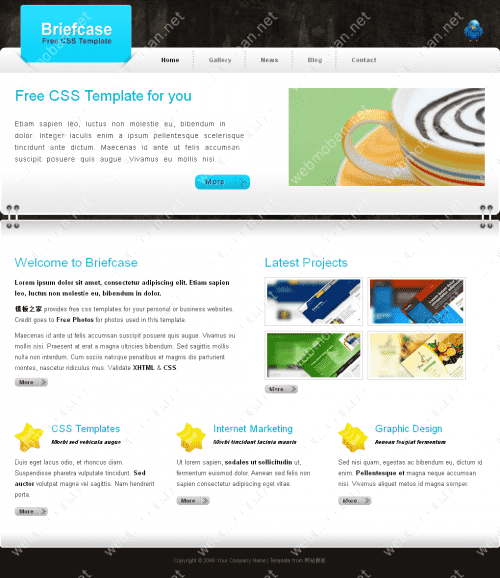 Briefcase
Free CSS Template
Home
Gallery
News
Blog
Contact
Free CSS Template for you
Etiam sapien leo, luctus non molestie eu, bibendum in
dolor. Integer iaculis enim a ipsum pellentesque scelerisque
tincidunt ante dictum. Maecenas id ante ut felis accumsan
suscipit posuere quis augue. Vivamus eu mollis nisi.
More
Welcome to Briefcase
Lorem ipsum dolor sit amet, consectetur adipiscing elit. Etiam sapien
leo, luctus non molestie eu, bibendum in dolor.
模板之家 provides free css templates for your personal or business websites.
Credit goes to Free Photos for photos used in this template.
Maecenas id ante ut felis accumsan suscipit posuere quis augue. Vivamus eu
mollis nisi. Praesent at erat a magna ultricies bibendum. Sed sagittis mollis
nulla non interdum. Cum sociis natoque penatibus et magnis dis parturient
montes, nascetur ridiculus mus. Validate XHTML & CSS.
More
Latest Projects
More
CSS Templates
Morbi sed vehicula augue
Duis eget lacus odio, et rhoncus diam.
Suspendisse pharetra vulputate tincidunt. Sed
auctor volutpat magna vel sagittis. Nam hendrerit
porta.
More
Internet Marketing
Morbi tincidunt lacinia mauris
Ut lorem sapien, sodales ut sollicitudin ut,
fermentum euismod dolor. Aenean sed felis non
sapien consectetur adipiscing eget vitae.
More
Graphic Design
Aenean feugiat fermentum
Sed nisi quam, egestas ac bibendum eu, dictum id
enim. Pellentesque et magna neque accumsan
nisi. Vivamus aliquet metus id magna semper.
More
Copyright © 2048 Your Company Name | Template from 网站模板
webmoban.net